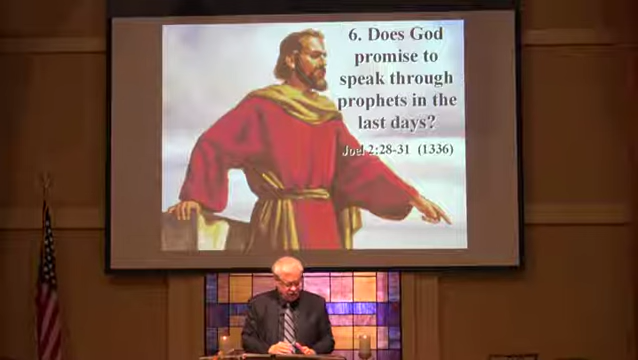 6. Does God
promise to
speak through
prophets in the
last days?
Joel 2:28-31 (1336)